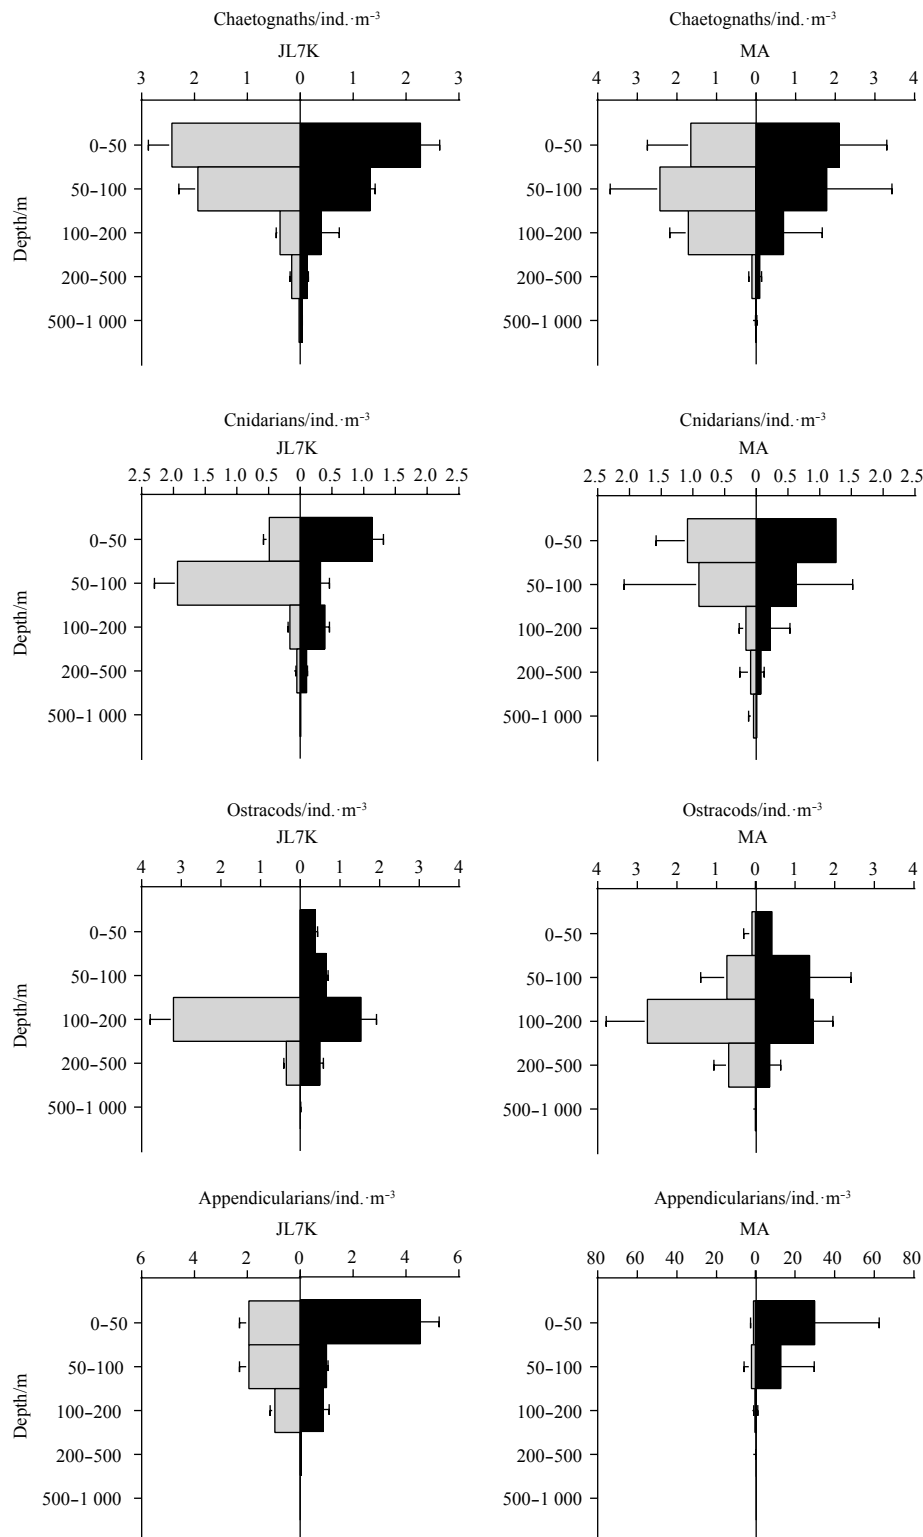 Chaetognaths/ind.·m⁻³
JL7K
3 2 1 0 1 2 3
0–50
50–100
100–200
200–500
500–1 000
Depth/m
Chaetognaths/ind.·m⁻³
MA
4 3 2 1 0 1 2 3 4
0–50
50–100
100–200
200–500
500–1 000
Cnidarians/ind.·m⁻³
JL7K
2.5 2.0 1.0 0.5 0 0.5 1.0 2.0 2.5
0–50
50–100
100–200
200–500
500–1 000
Depth/m
Cnidarians/ind.·m⁻³
MA
2.5 2.0 1.5 1.0 0.5 0 0.5 1.0 1.5 2.0 2.5
0–50
50–100
100–200
200–500
500–1 000
Ostracods/ind.·m⁻³
JL7K
4 3 2 1 0 1 2 3 4
0–50
50–100
100–200
200–500
500–1 000
Depth/m
Ostracods/ind.·m⁻³
MA
4 3 2 1 0 1 2 3 4
0–50
50–100
100–200
200–500
500–1 000
Appendicularians/ind.·m⁻³
JL7K
6 4 2 0 2 4 6
0–50
50–100
100–200
200–500
500–1 000
Depth/m
Appendicularians/ind.·m⁻³
MA
80 60 40 20 0 20 40 60 80
0–50
50–100
100–200
200–500
500–1 000